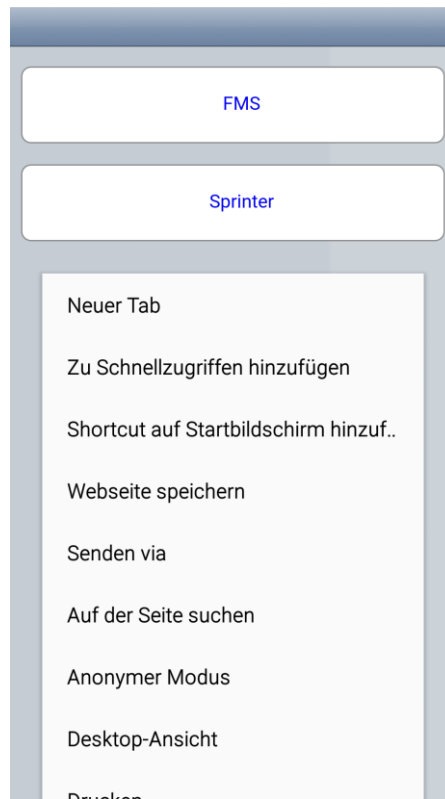 FMS
Sprinter
Neuer Tab
Zu Schnellzugriffen hinzufügen
Shortcut auf Startbildschirm hinzuf..
Webseite speichern
Senden via
Auf der Seite suchen
Anonymer Modus
Desktop-Ansicht
Drucken